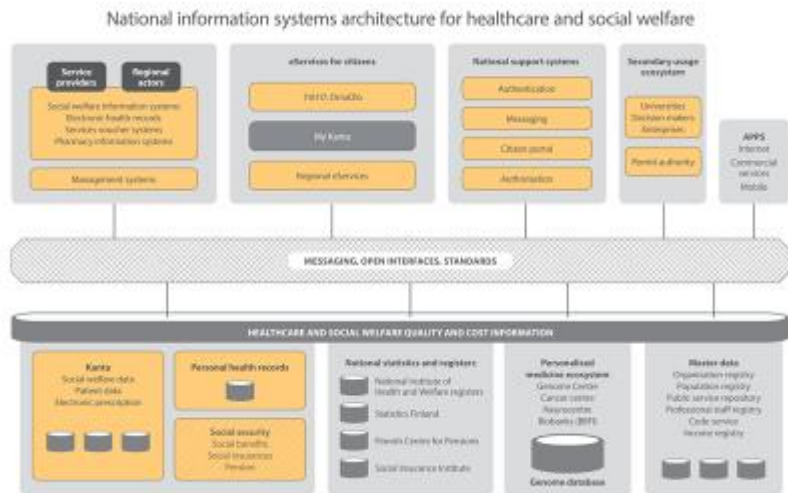 National information systems architecture for healthcare and social welfare
Service
providers
Regional
actors
Social welfare information systems
Electronic health records
Services voucher systems
Pharmacy information systems
Management systems
eServices for citizens
My Kanta
Regional eServices
National support systems
Authentication
Messaging
Citizen portal
Authorisation
Secondary usage
ecosystem
Universities
Decision makers
Enterprises
Permit authority
APPS
Internet
Commercial
services
Mobile
MESSAGING, OPEN INTERFACES, STANDARDS
HEALTHCARE AND SOCIAL WELFARE QUALITY AND COST INFORMATION
Kanta
Social welfare data
Patient data
Electronic prescription
Personal health records
Social security
Social benefits
Social insurances
Pension
National statistics and registers
National Institute of
Health and Welfare registers
Statistics Finland
Finnish Centre for Pensions
Social Insurance Institute
Personalised
medicine ecosystem
Genome Centre
Cancer centre
Neurocentre
Biobanks (BBMRI)
Genome database
Master data
Organisation registry
Population registry
Public service repository
Professional staff registry
Code service
Income registry